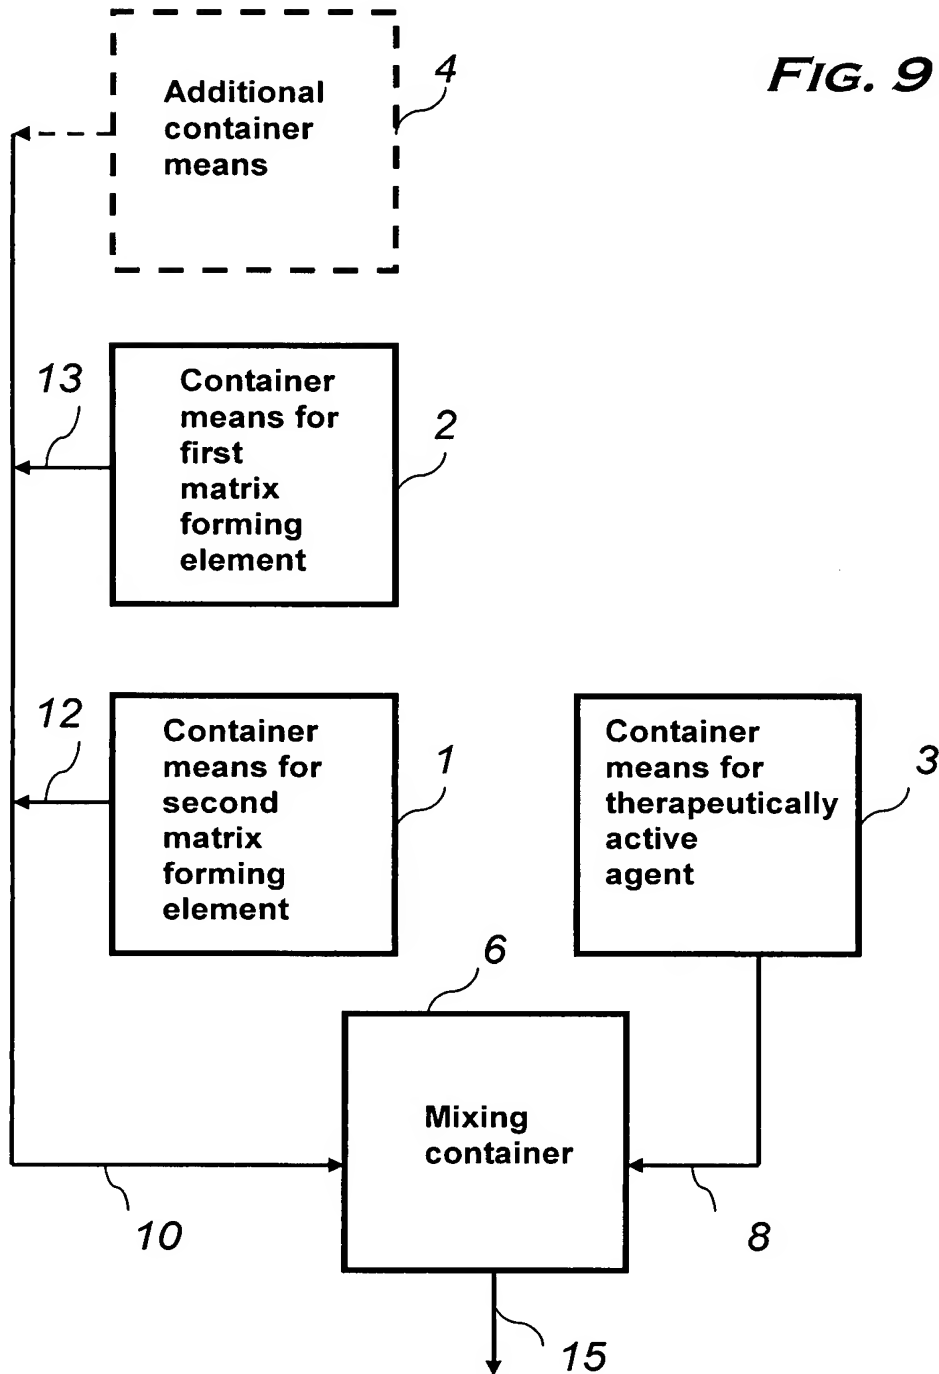 FIG. 9
Additional
container
means
4
13
Container
means for
first
matrix
forming
element
2
12
Container
means for
second
matrix
forming
element
1
Container
means for
therapeutically
active
agent
3
6
Mixing
container
10
8
15